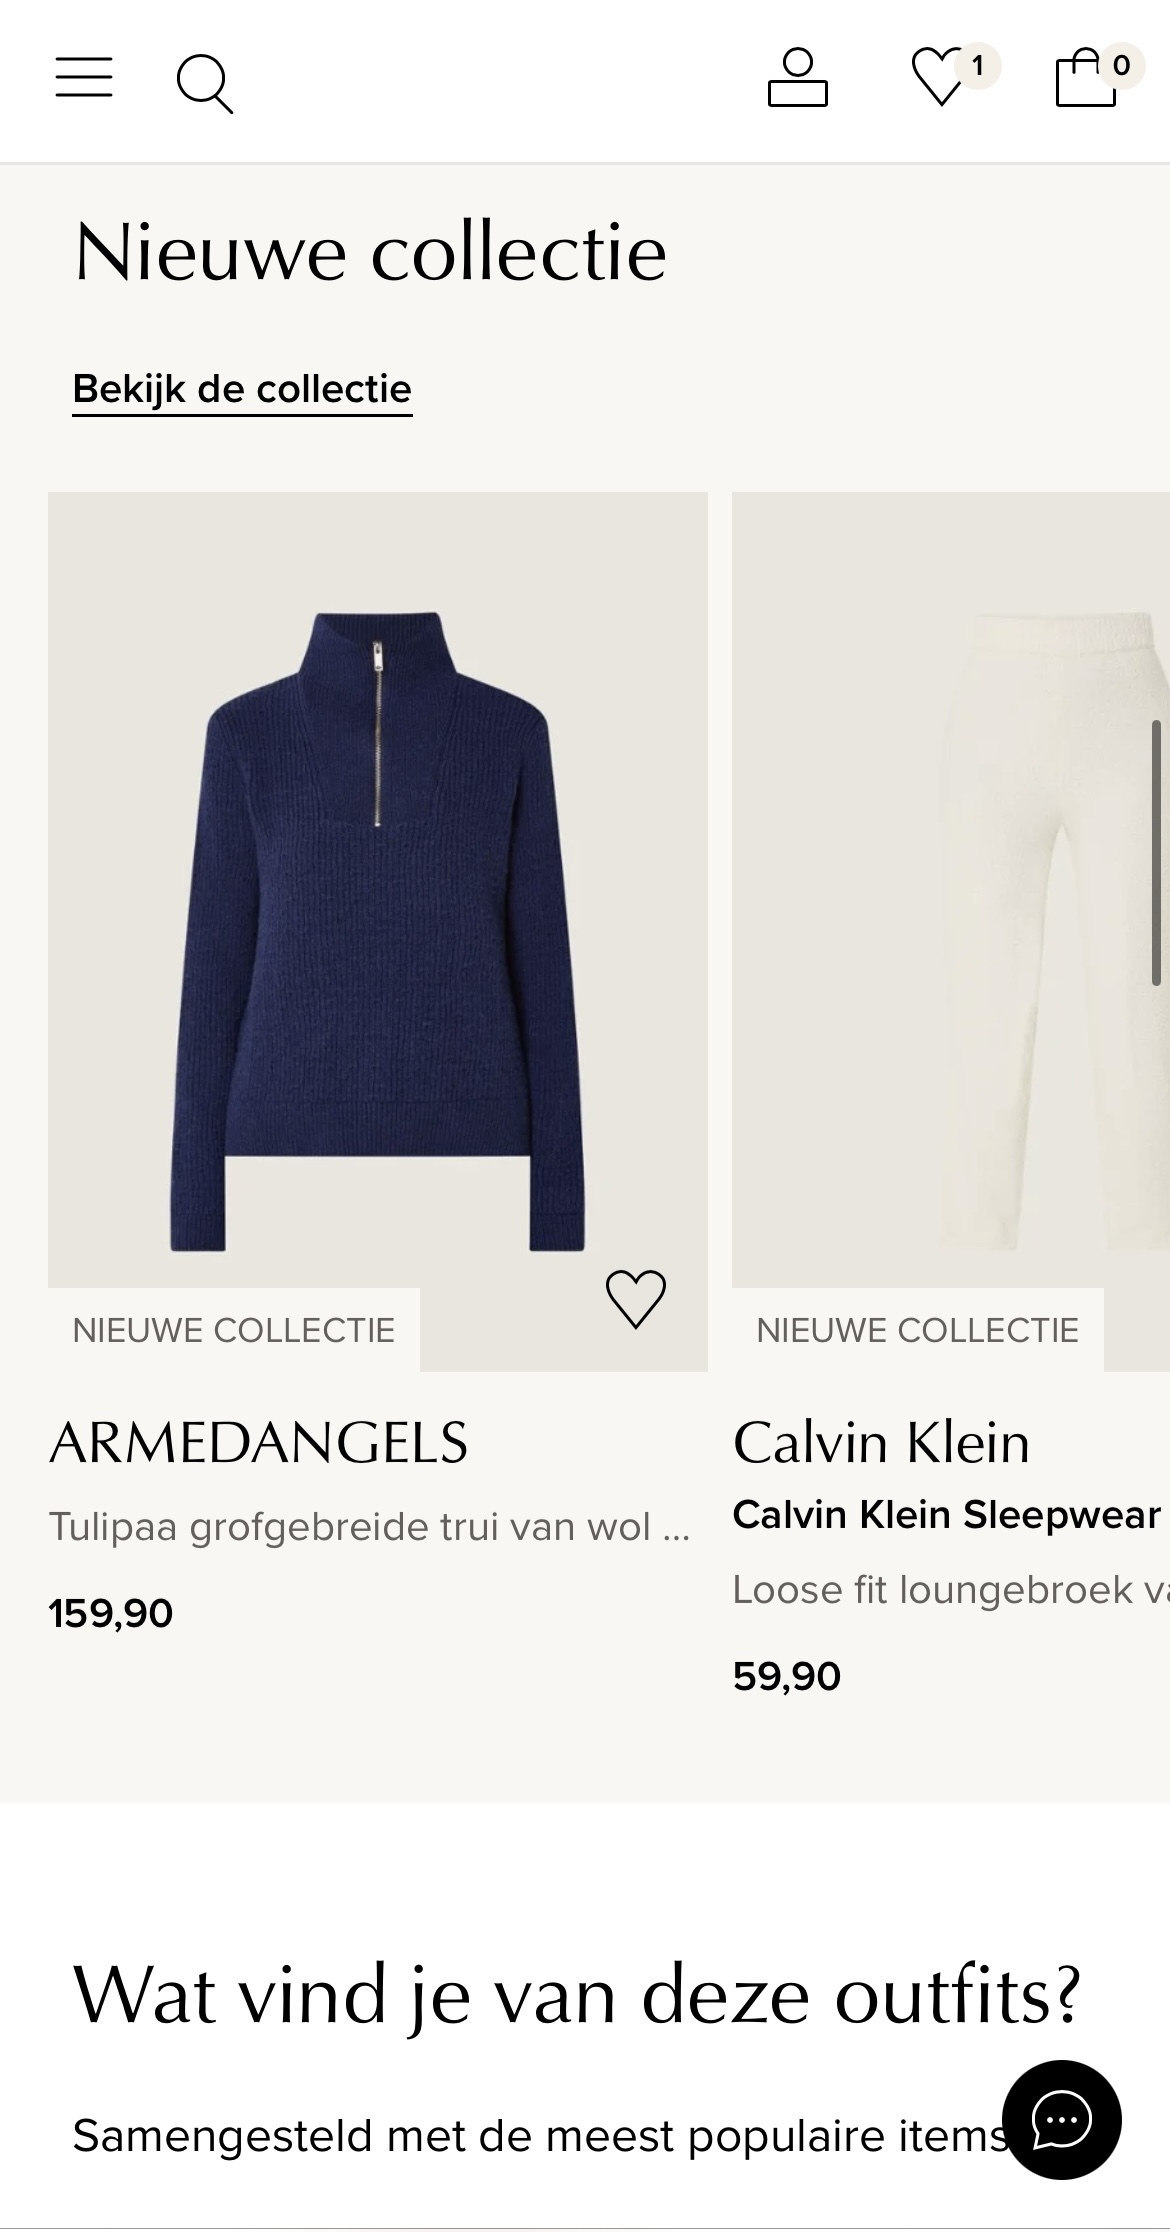 1
0
Nieuwe collectie
Bekijk de collectie
NIEUWE COLLECTIE
NIEUWE COLLECTIE
ARMEDANGELS
Tulipaa grofgebreide trui van wol ...
159,90
Calvin Klein
Calvin Klein Sleepwear
Loose fit loungebroek va
59,90
Wat vind je van deze outfits?
Samengesteld met de meest populaire items